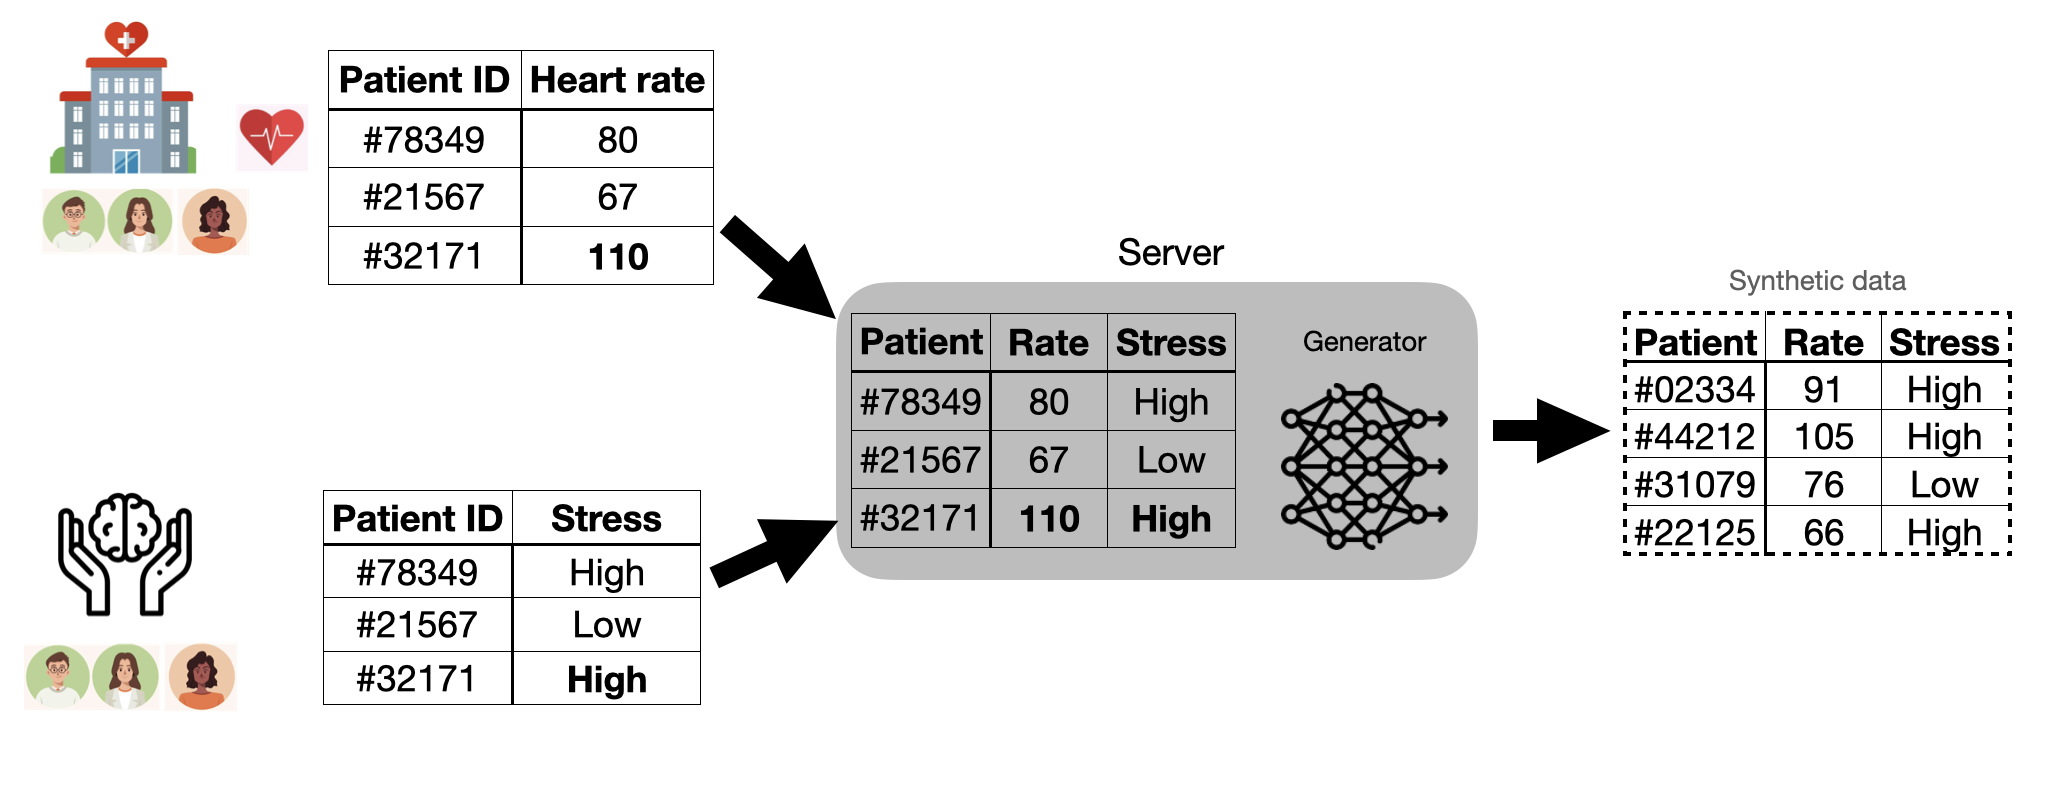 Patient ID Heart rate
#78349 80
#21567 67
#32171 110
Patient ID Stress
#78349 High
#21567 Low
#32171 High
Server
Patient Rate Stress
#78349 80 High
#21567 67 Low
#32171 110 High
Generator
Synthetic data
Patient Rate Stress
#02334 91 High
#44212 105 High
#31079 76 Low
#22125 66 High